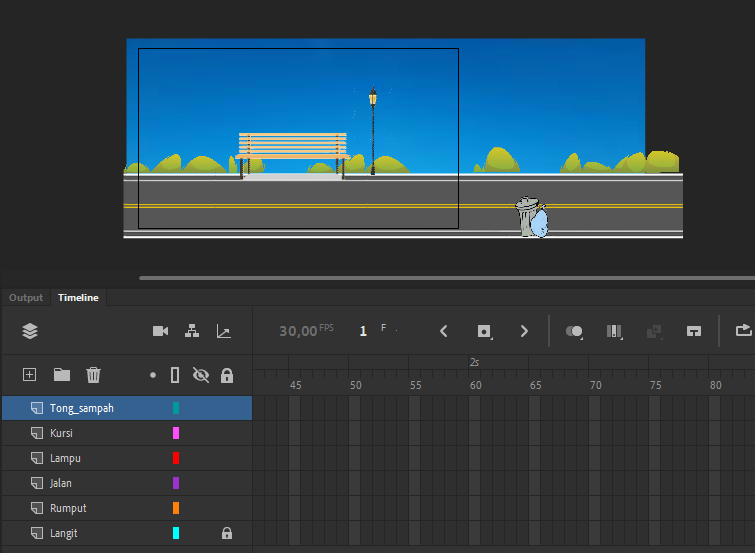 Output Timeline
30,00 FPS 1 F
2s
45 50 55 60 65 70 75 80
Tong_sampah
Kursi
Lampu
Jalan
Rumput
Langit